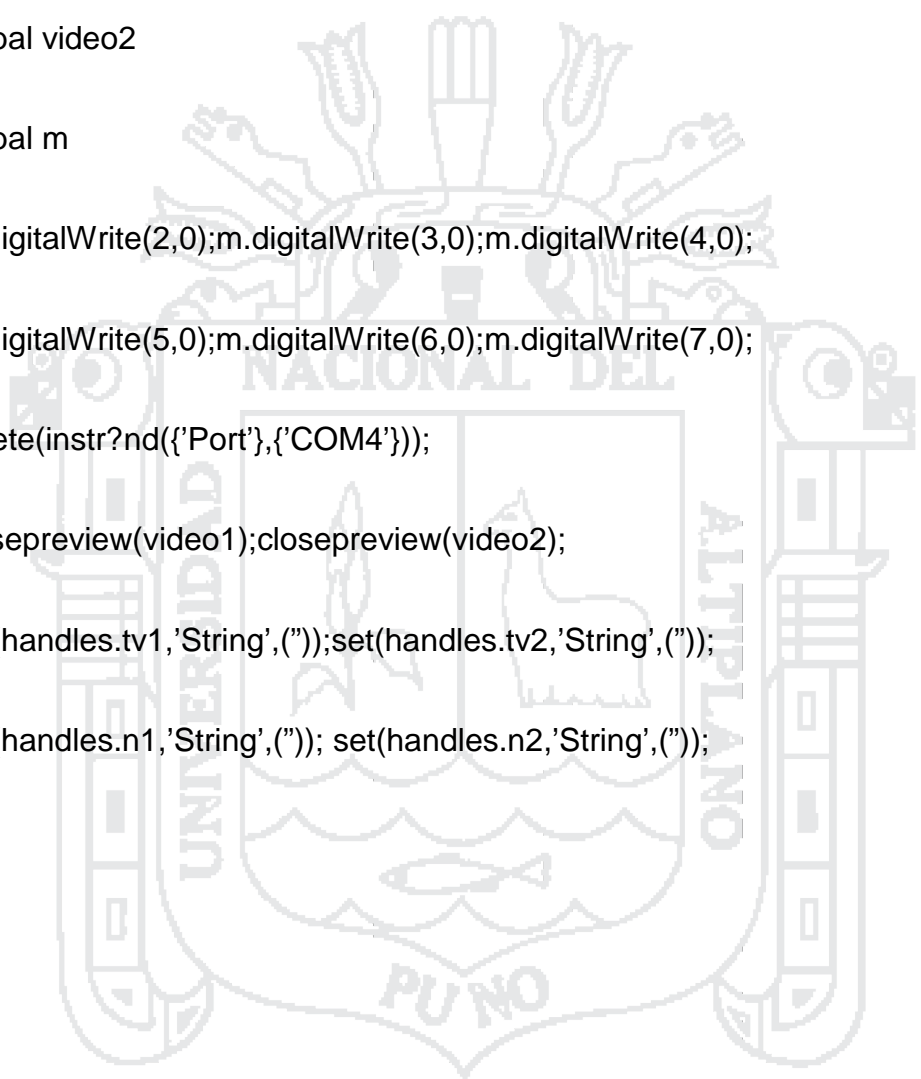 bal video2
bal m
igitalWrite(2,0);m.digitalWrite(3,0);m.digitalWrite(4,0);
igitalWrite(5,0);m.digitalWrite(6,0);m.digitalWrite(7,0);
ete(instr?nd({’Port’},{’COM4’}));
sepreview(video1);closepreview(video2);
handles.tv1,’String’,(”));set(handles.tv2,’String’,(”));
handles.n1,’String’,(”)); set(handles.n2,’String’,(”));
NACIONAL DEL
UNIVERSIDAD
ALTIPLANO
PUNO